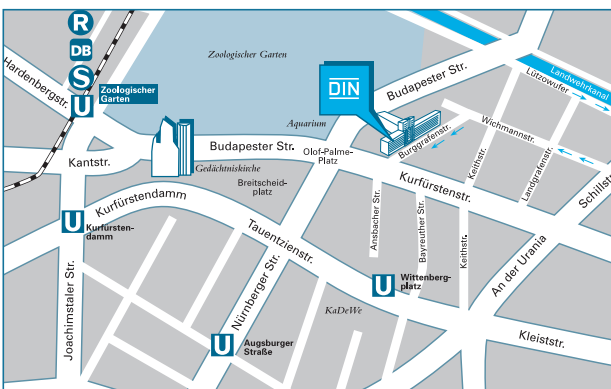 R
DB
S
U
Zoologischer
Garten
Hardenbergstr.
Zoologischer Garten
DIN
Budapester Str.
Landwehrkanal
Lützowufer
Aquarium
Wichmannstr.
Burggrafenstr.
Keithstr.
Landgrafenstr.
Schillstr.
Kantstr.
Budapester Str.
Olof-Palme-
Platz
Gedächtniskirche
Breitscheid-
platz
Kurfürstenstr.
Kurfürstendamm
U
Kurfürsten-
damm
Tauentzienstr.
Ansbacher Str.
Bayreuther Str.
Keithstr.
An der Urania
U
Wittenberg-
platz
Joachimstaler Str.
Nürnberger Str.
KaDeWe
U
Augsburger
Straße
Kleiststr.